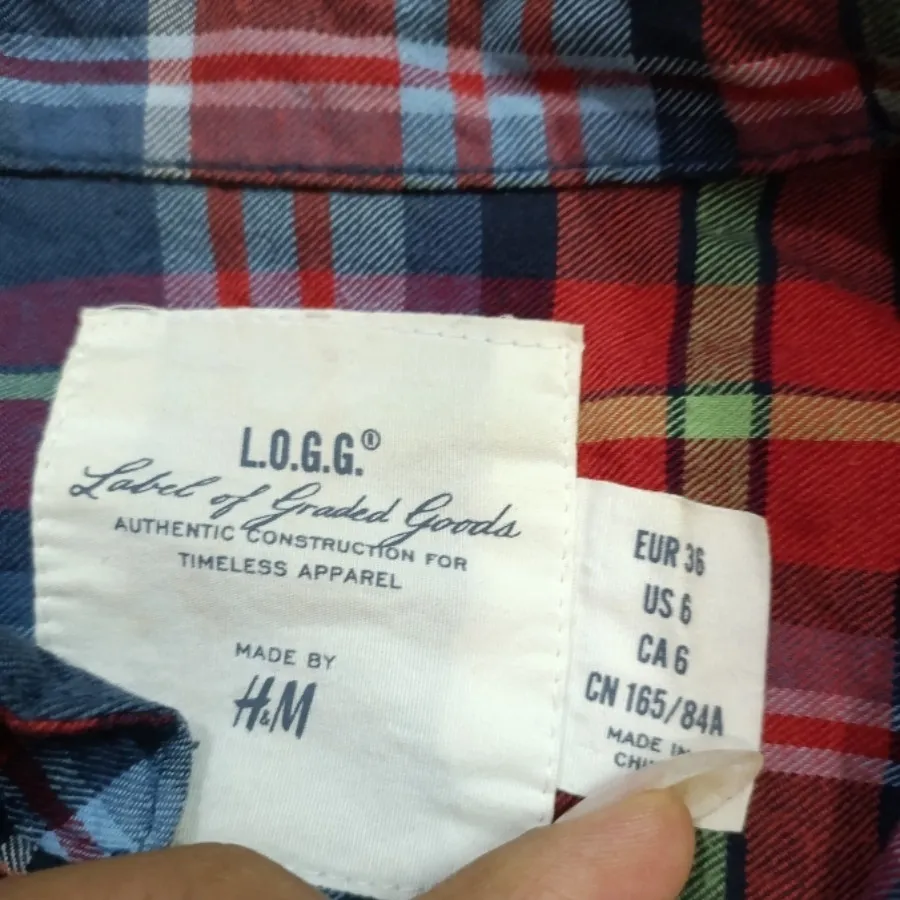 L.O.G.G.®
Label of Graded Goods
AUTHENTIC CONSTRUCTION FOR
TIMELESS APPAREL
MADE BY
H&M
EUR 36
US 6
CA 6
CN 165/84A
MADE IN